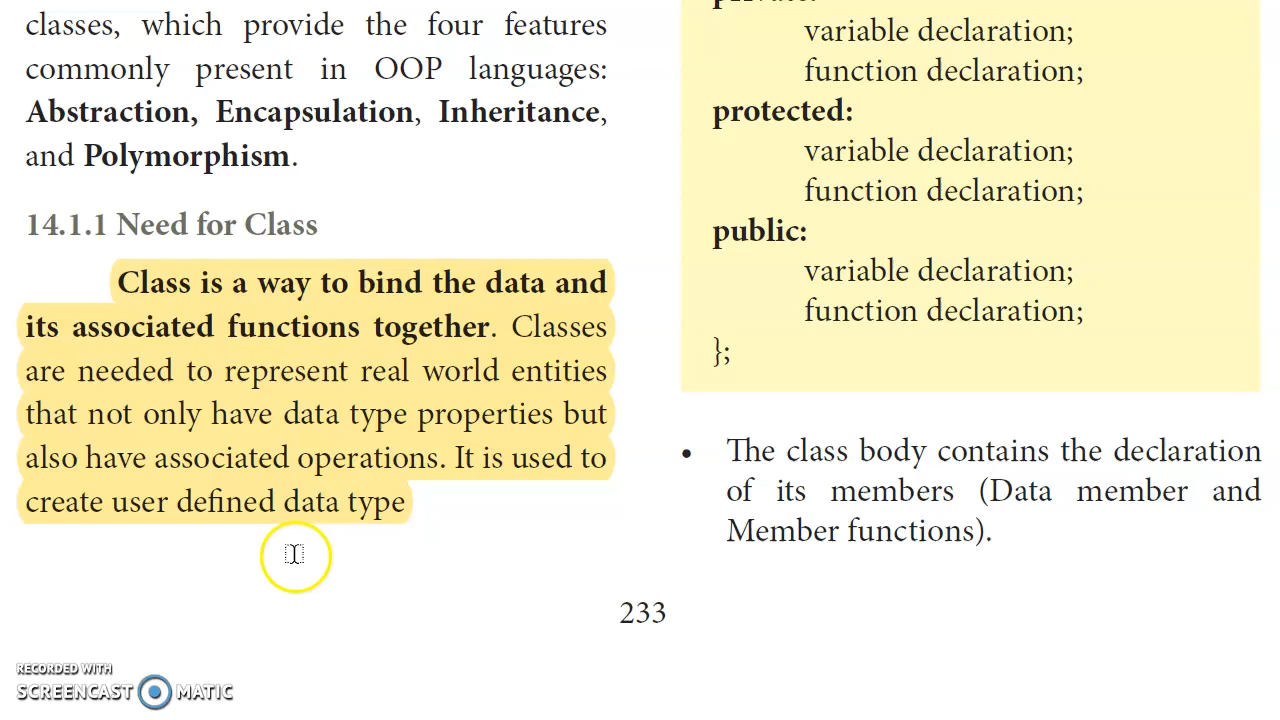 classes, which provide the four features
commonly present in OOP languages:
Abstraction, Encapsulation, Inheritance,
and Polymorphism.
14.1.1 Need for Class
Class is a way to bind the data and
its associated functions together. Classes
are needed to represent real world entities
that not only have data type properties but
also have associated operations. It is used to
create user defined data type
private:
variable declaration;
function declaration;
protected:
variable declaration;
function declaration;
public:
variable declaration;
function declaration;
};
• The class body contains the declaration
of its members (Data member and
Member functions).
233
RECORDED WITH
SCREENCAST MATIC